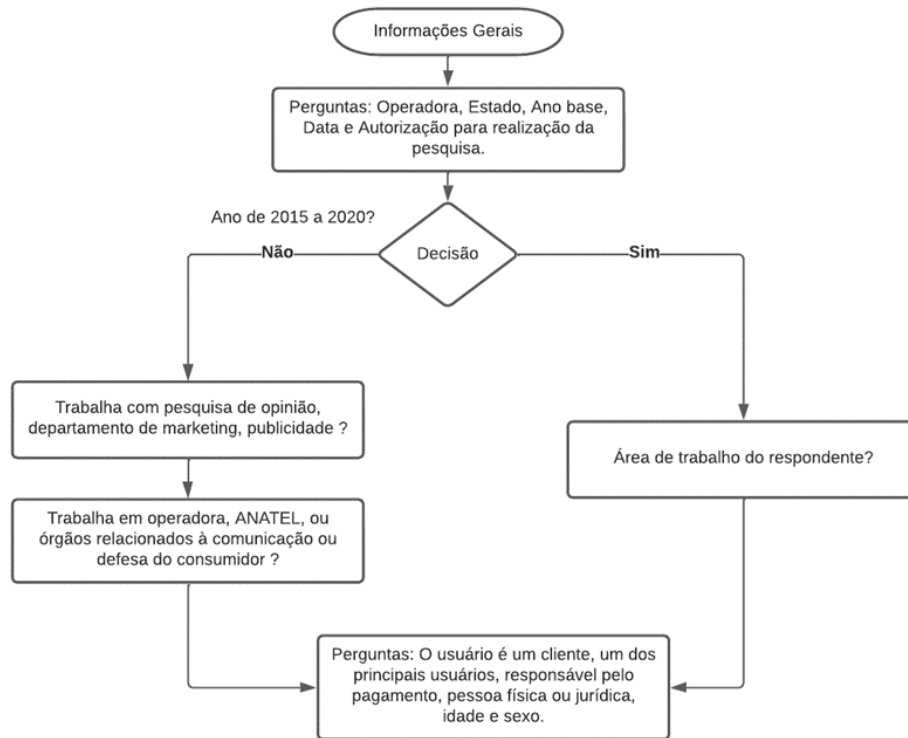 Informações Gerais
Perguntas: Operadora, Estado, Ano base,
Data e Autorização para realização da
pesquisa.
Ano de 2015 a 2020?
Decisão
Não
Sim
Trabalha com pesquisa de opinião,
departamento de marketing, publicidade ?
Área de trabalho do respondente?
Trabalha em operadora, ANATEL, ou
órgãos relacionados à comunicação ou
defesa do consumidor ?
Perguntas: O usuário é um cliente, um dos
principais usuários, responsável pelo
pagamento, pessoa física ou jurídica,
idade e sexo.